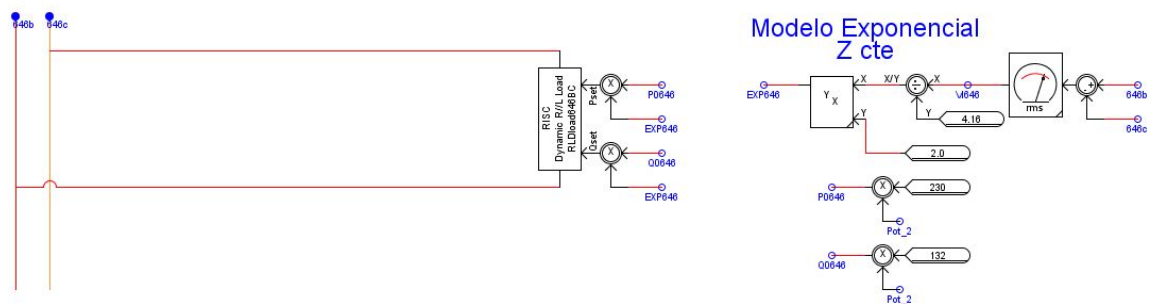 646b
646c
RISC
Dynamic R//L Load
RLDload646BC
Pset
Qset
X
P0646
EXP646
X
Q0646
EXP646
Modelo Exponencial
Z cte
EXP646
Y
X
X
Y
X/Y
÷
X
Y
VI646
4.16
rms
+
-
646b
646c
2.0
P0646
X
230
Pot_2
Q0646
X
132
Pot_2